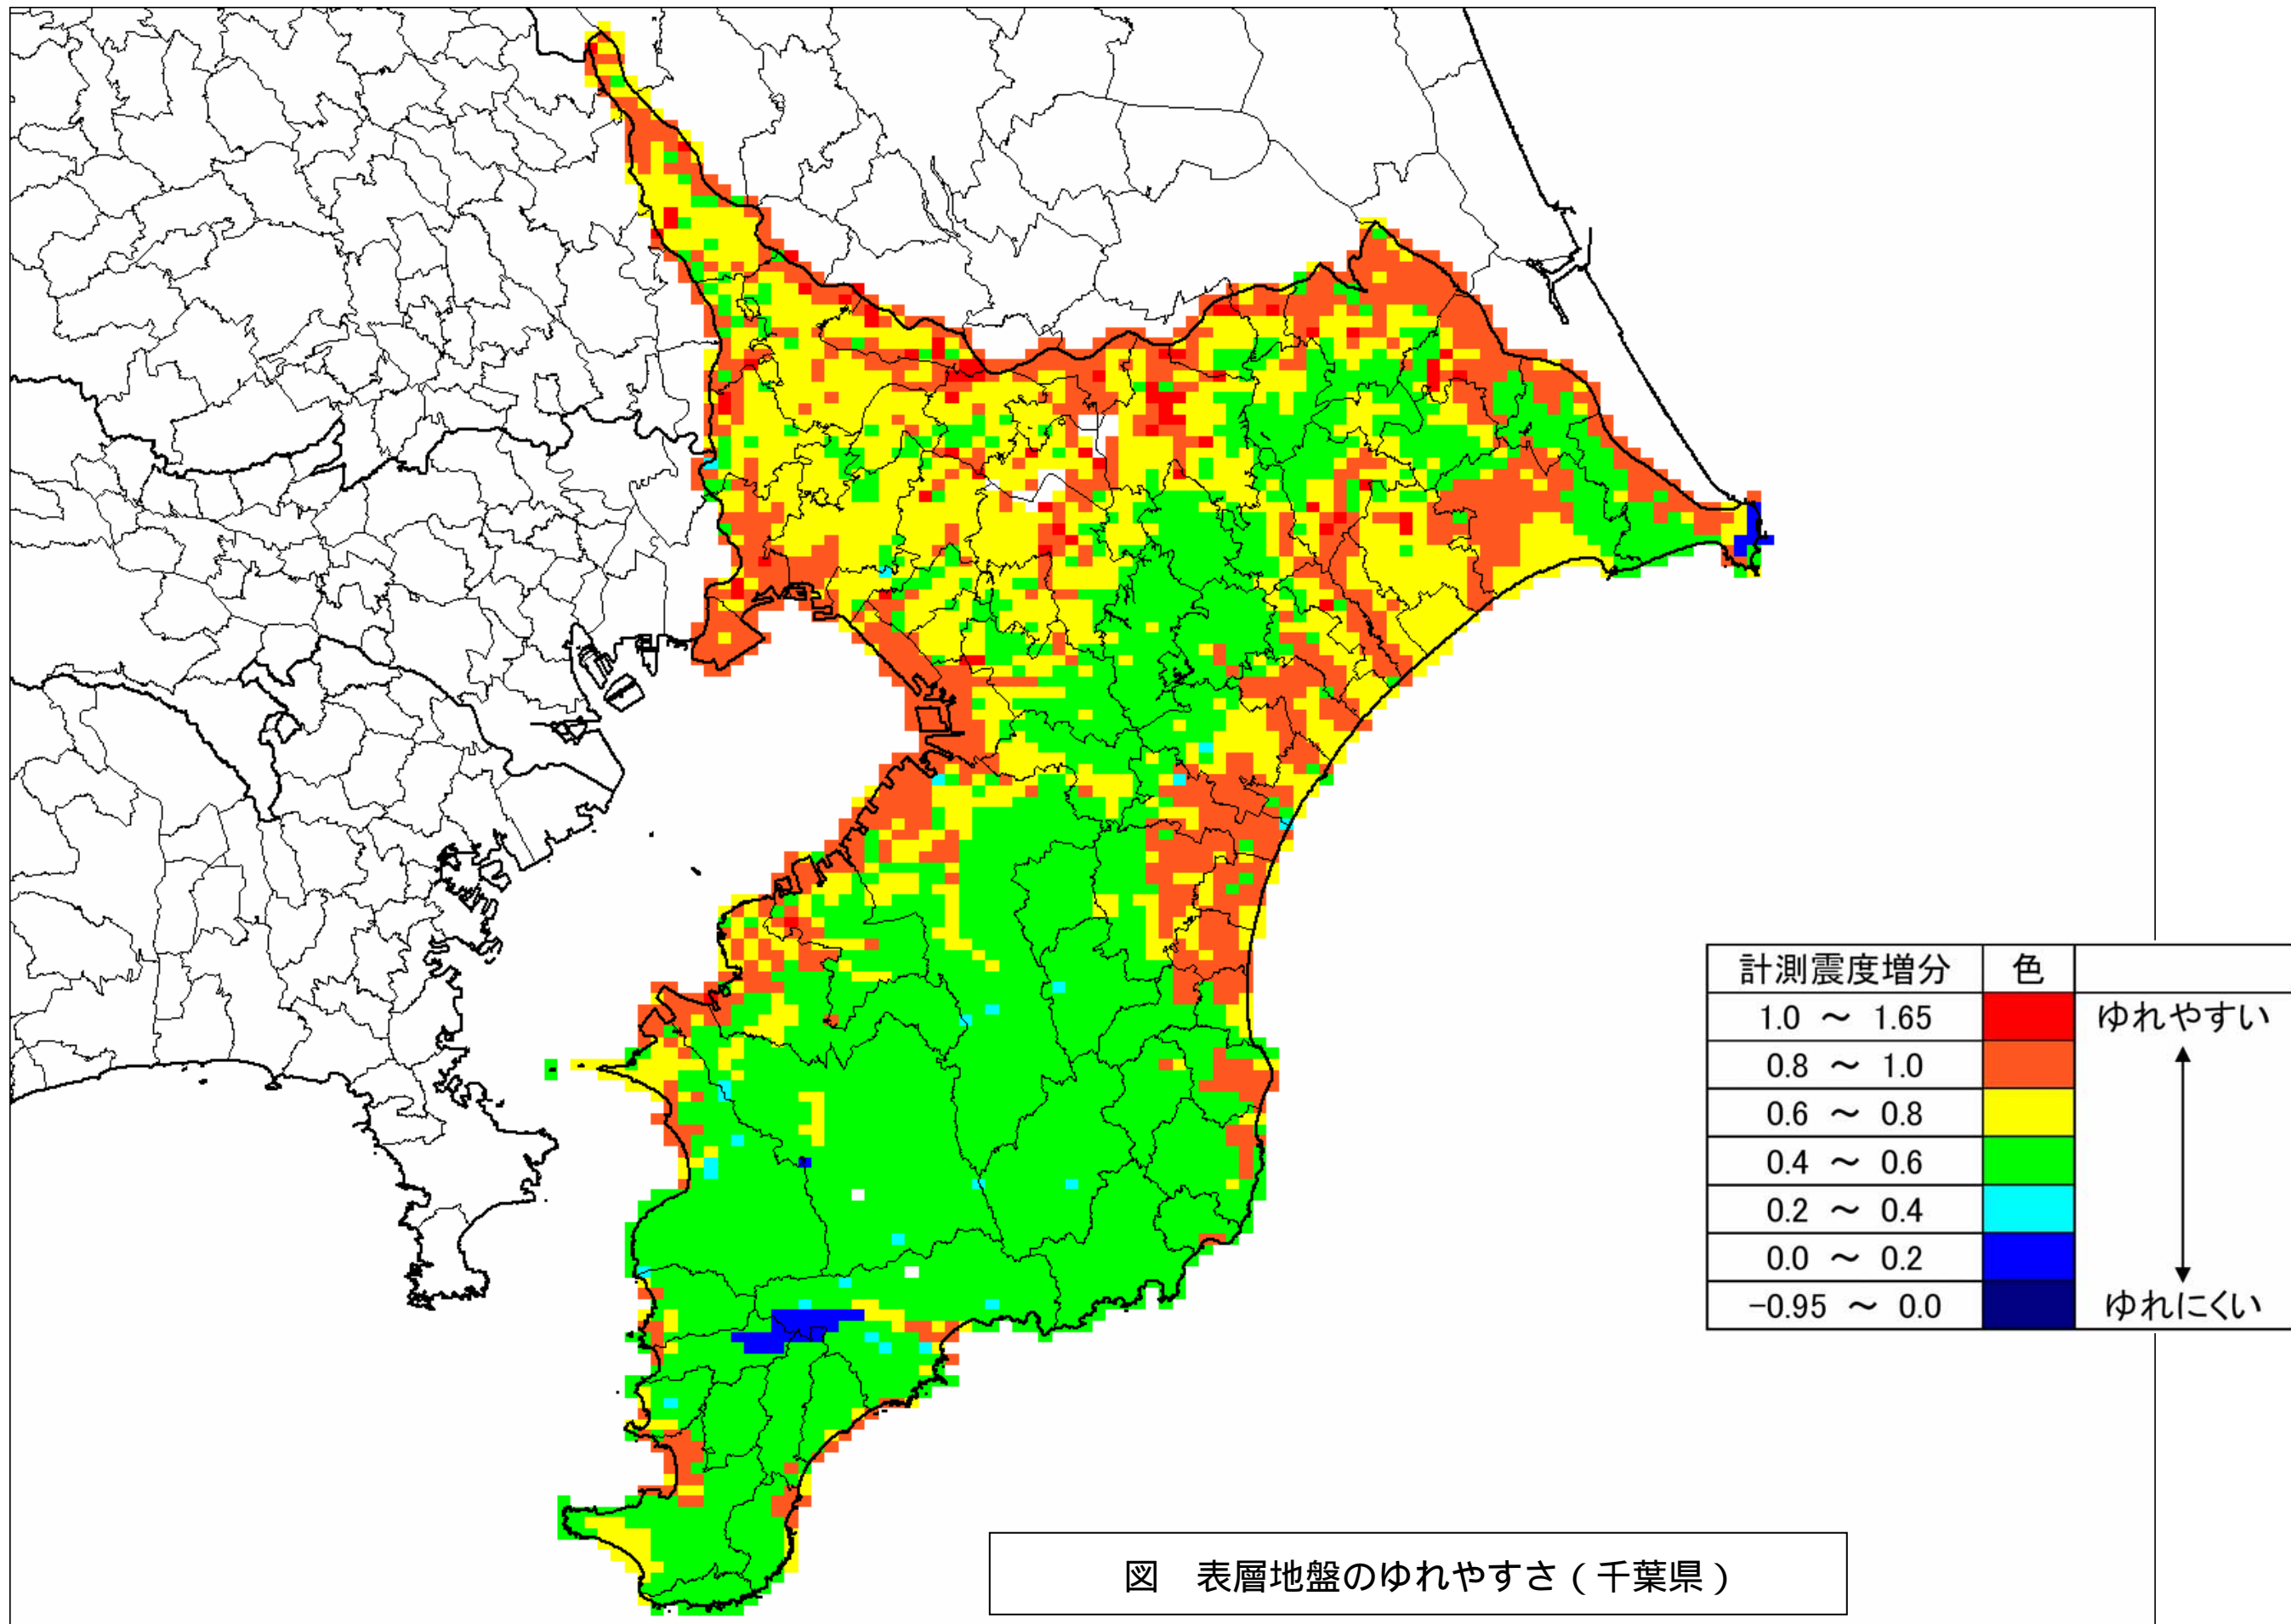 計測震度増分 色
1.0 ～ 1.65 ゆれやすい
0.8 ～ 1.0
0.6 ～ 0.8
0.4 ～ 0.6
0.2 ～ 0.4
0.0 ～ 0.2
-0.95 ～ 0.0 ゆれにくい
図　表層地盤のゆれやすさ（千葉県）